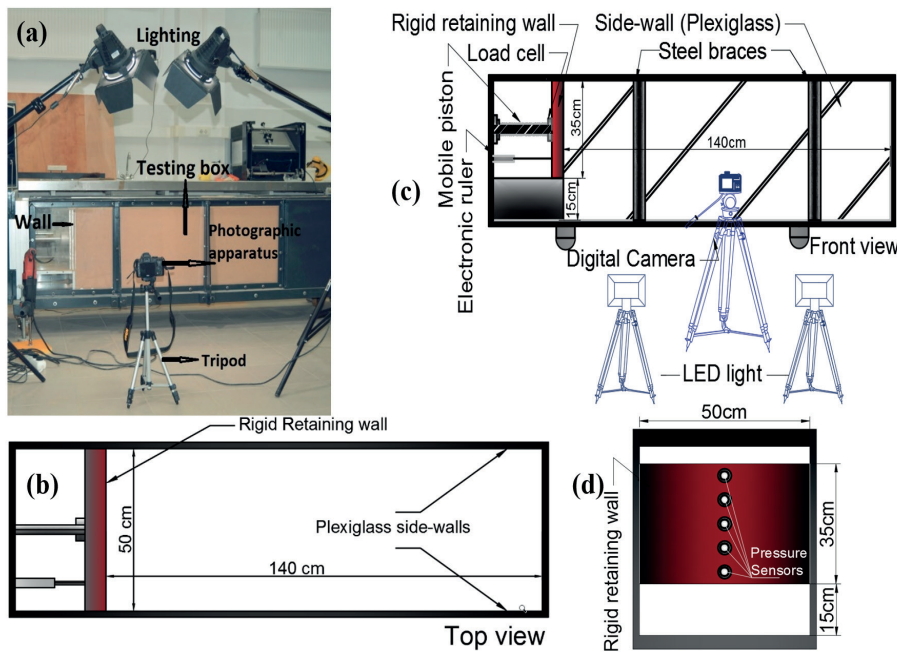 (a)
Lighting
Testing box
Wall
Photographic
apparatus
Tripod
Rigid retaining wall
Load cell
Side-wall (Plexiglass)
Steel braces
Mobile piston
Electronic ruler
(c)
35cm
15cm
140cm
Digital Camera
Front view
LED light
(b)
Rigid Retaining wall
50 cm
Plexiglass side-walls
140 cm
Top view
50cm
(d)
Rigid retaining wall
Pressure
Sensors
35cm
15cm